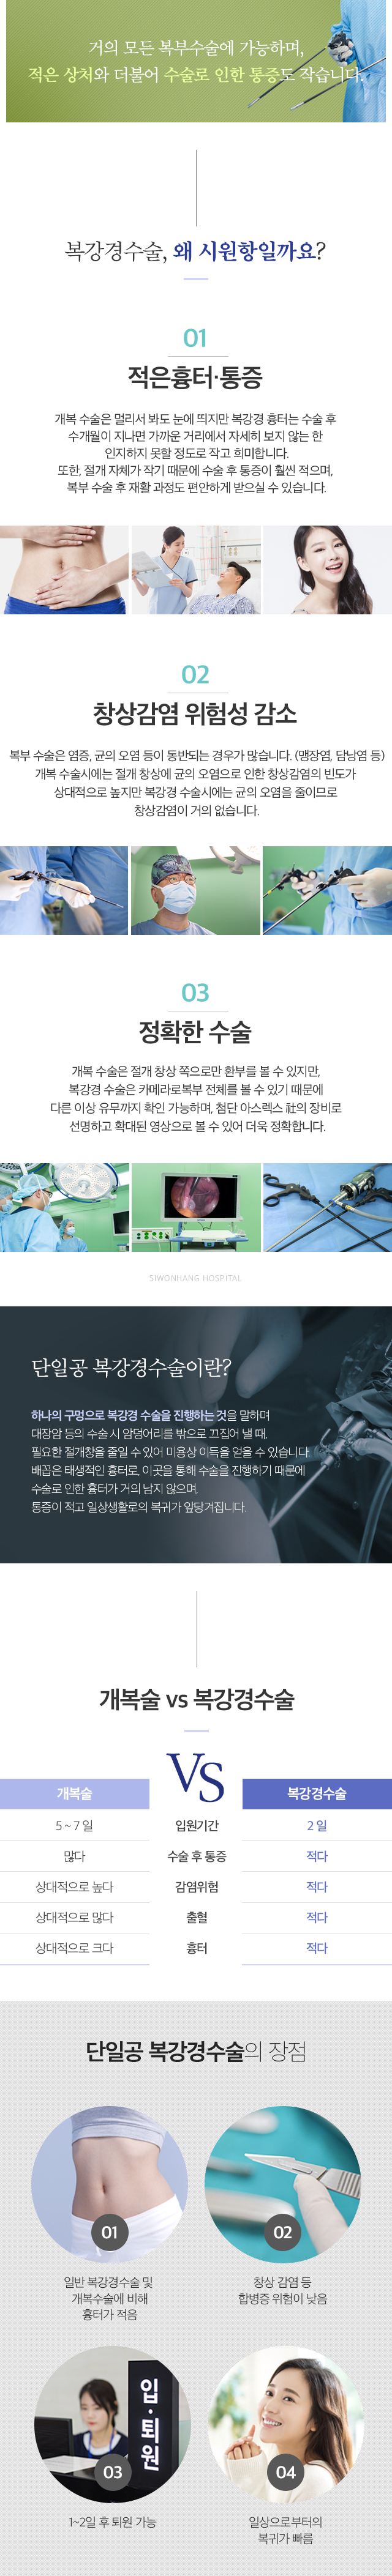 거의 모든 복부수술에 가능하며,
적은 상처와 더불어 수술로 인한 통증도 작습니다.
복강경수술, 왜 시원항일까요?
01
적은흉터·통증
개복 수술은 멀리서 봐도 눈에 띄지만 복강경 흉터는 수술 후
수개월이 지나면 가까운 거리에서 자세히 보지 않는 한
인지하지 못할 정도로 작고 희미합니다.
또한, 절개 자체가 작기 때문에 수술 후 통증이 훨씬 적으며,
복부 수술 후 재활 과정도 편안하게 받으실 수 있습니다.
02
창상감염 위험성 감소
복부 수술은 염증, 균의 오염 등이 동반되는 경우가 많습니다. (맹장염, 담낭염 등)
개복 수술시에는 절개 창상에 균의 오염으로 인한 창상감염의 빈도가
상대적으로 높지만 복강경 수술시에는 균의 오염을 줄이므로
창상감염이 거의 없습니다.
03
정확한 수술
개복 수술은 절개 창상 쪽으로만 환부를 볼 수 있지만,
복강경 수술은 카메라로복부 전체를 볼 수 있기 때문에
다른 이상 유무까지 확인 가능하며, 첨단 아스렉스 社의 장비로
선명하고 확대된 영상으로 볼 수 있어 더욱 정확합니다.
SIWONHANG HOSPITAL
단일공 복강경수술이란?
하나의 구멍으로 복강경 수술을 진행하는 것을 말하며
대장암 등의 수술 시 암덩어리를 밖으로 끄집어 낼 때,
필요한 절개창을 줄일 수 있어 미용상 이득을 얻을 수 있습니다.
배꼽은 태생적인 흉터로, 이곳을 통해 수술을 진행하기 때문에
수술로 인한 흉터가 거의 남지 않으며,
통증이 적고 일상생활로의 복귀가 앞당겨집니다.
개복술 vs 복강경수술
VS
개복술 복강경수술
5 ~ 7 일 입원기간 2 일
많다 수술 후 통증 적다
상대적으로 높다 감염위험 적다
상대적으로 많다 출혈 적다
상대적으로 크다 흉터 적다
단일공 복강경수술의 장점
01
일반 복강경수술 및
개복수술에 비해
흉터가 적음
02
창상 감염 등
합병증 위험이 낮음
입·퇴원
03
1~2일 후 퇴원 가능
04
일상으로부터의
복귀가 빠름